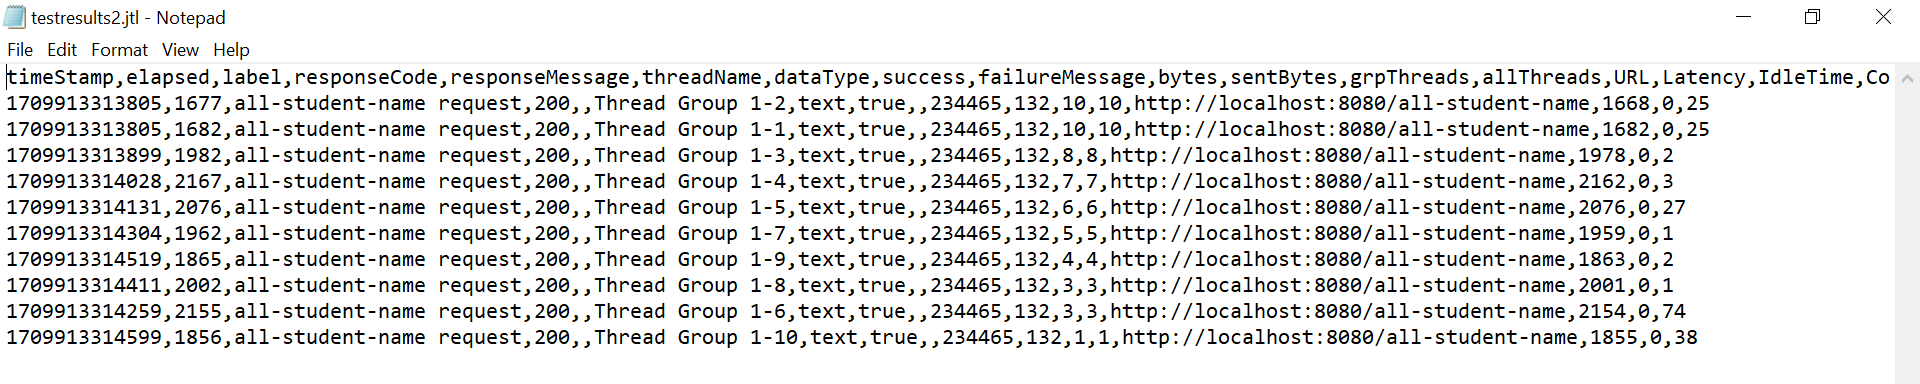 testresults2.jtl - Notepad
File Edit Format View Help
timeStamp,elapsed,label,responseCode,responseMessage,threadName,dataType,success,failureMessage,bytes,sentBytes,grpThreads,allThreads,URL,Latency,IdleTime,Co
1709913313805,1677,all-student-name request,200,,Thread Group 1-2,text,true,,234465,132,10,10,http://localhost:8080/all-student-name,1668,0,25
1709913313805,1682,all-student-name request,200,,Thread Group 1-1,text,true,,234465,132,10,10,http://localhost:8080/all-student-name,1682,0,25
1709913313899,1982,all-student-name request,200,,Thread Group 1-3,text,true,,234465,132,8,8,http://localhost:8080/all-student-name,1978,0,2
1709913314028,2167,all-student-name request,200,,Thread Group 1-4,text,true,,234465,132,7,7,http://localhost:8080/all-student-name,2162,0,3
1709913314131,2076,all-student-name request,200,,Thread Group 1-5,text,true,,234465,132,6,6,http://localhost:8080/all-student-name,2076,0,27
1709913314304,1962,all-student-name request,200,,Thread Group 1-7,text,true,,234465,132,5,5,http://localhost:8080/all-student-name,1959,0,1
1709913314519,1865,all-student-name request,200,,Thread Group 1-9,text,true,,234465,132,4,4,http://localhost:8080/all-student-name,1863,0,2
1709913314411,2002,all-student-name request,200,,Thread Group 1-8,text,true,,234465,132,3,3,http://localhost:8080/all-student-name,2001,0,1
1709913314259,2155,all-student-name request,200,,Thread Group 1-6,text,true,,234465,132,3,3,http://localhost:8080/all-student-name,2154,0,74
1709913314599,1856,all-student-name request,200,,Thread Group 1-10,text,true,,234465,132,1,1,http://localhost:8080/all-student-name,1855,0,38